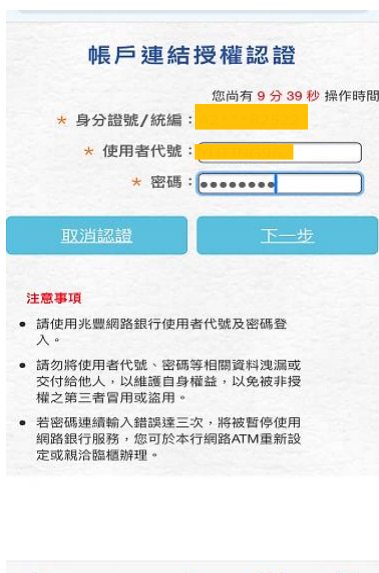 帳戶連結授權認證
您尚有 9 分 39 秒 操作時間
* 身分證號/統編：
* 使用者代號：
* 密碼：●●●●●●●●
取消認證
下一步
注意事項
● 請使用兆豐網路銀行使用者代號及密碼登
入。
● 請勿將使用者代號、密碼等相關資料洩漏或
交付給他人，以維護自身權益，以免被非授
權之第三者冒用或盜用。
● 若密碼連續輸入錯誤達三次，將被暫停使用
網路銀行服務，您可於本行網路ATM重新設
定或親洽臨櫃辦理。